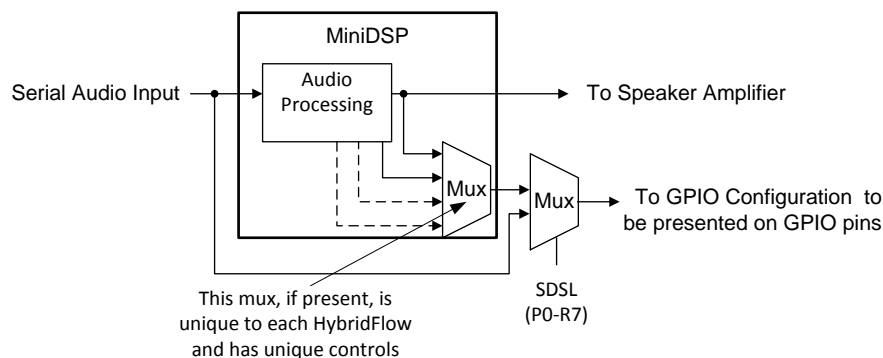 MiniDSP
Audio
Processing
Serial Audio Input
To Speaker Amplifier
Mux
Mux
To GPIO Configuration to
be presented on GPIO pins
This mux, if present, is
unique to each HybridFlow
and has unique controls
SDSL
(P0-R7)